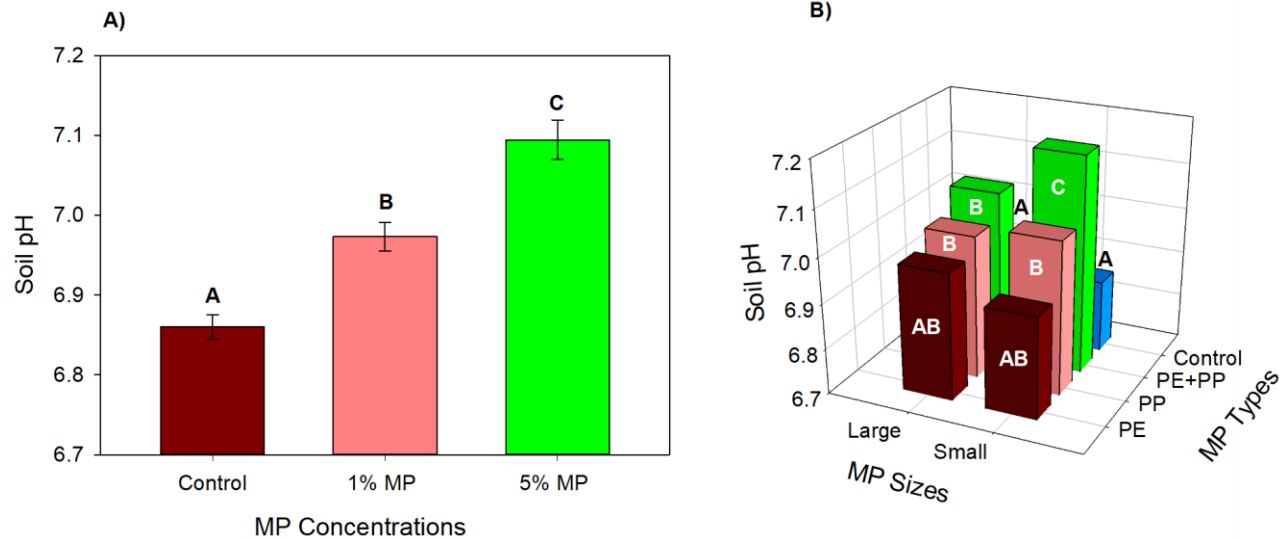 A)
7.2
7.1
7.0
6.9
6.8
6.7
Soil pH
A
B
C
Control
1% MP
5% MP
MP Concentrations
B)
7.2
7.1
7.0
6.9
6.8
6.7
Soil pH
B
A
C
B
B
A
AB
AB
Large
Small
MP Sizes
Control
PE+PP
PP
PE
MP Types